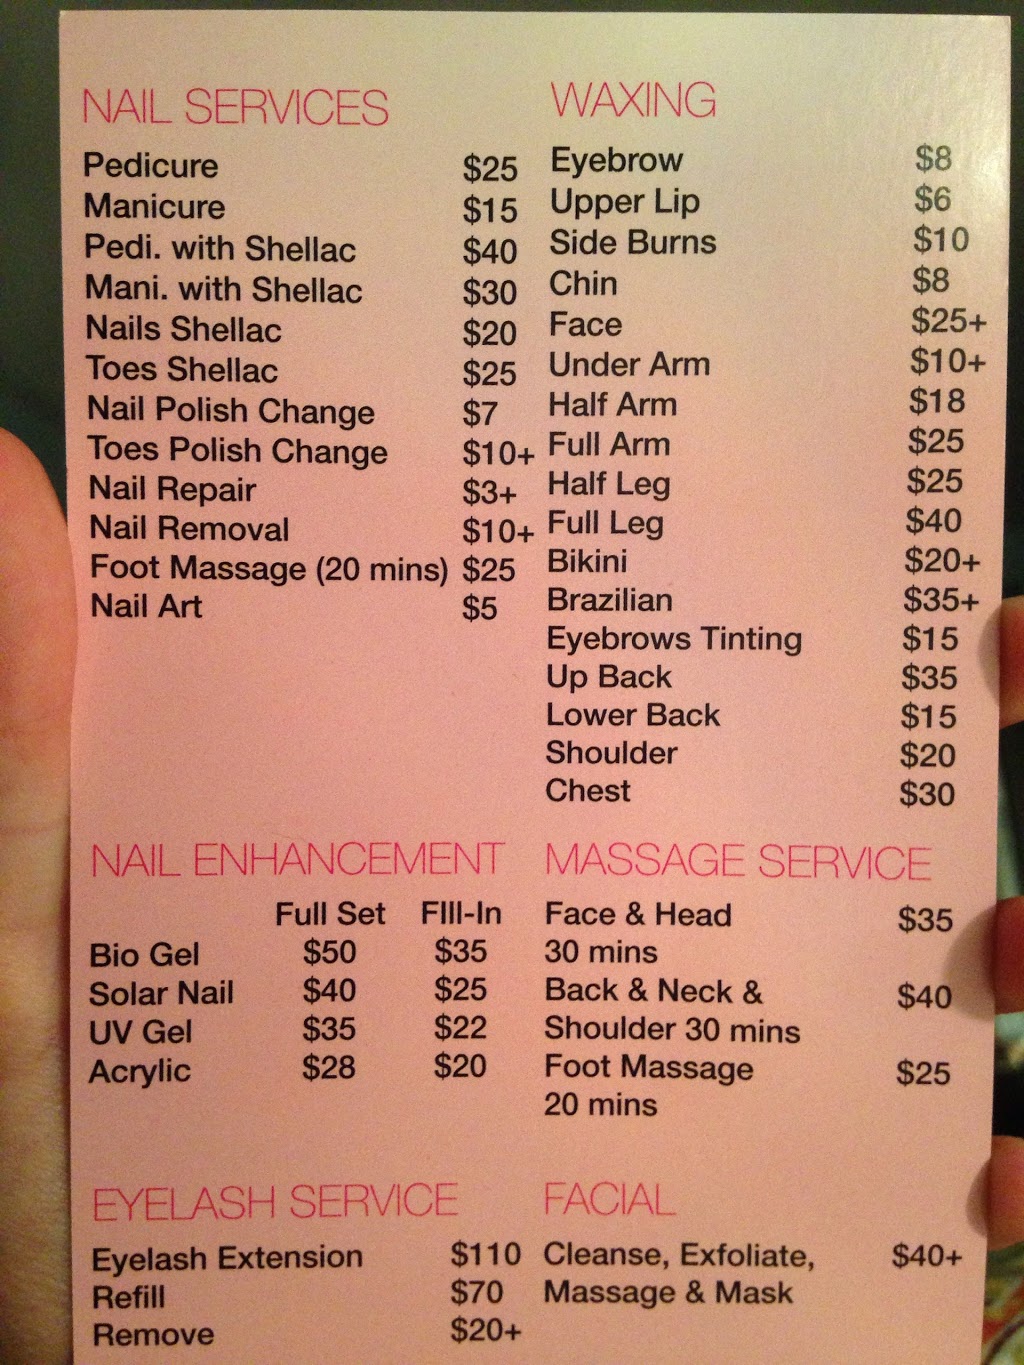 NAIL SERVICES
Pedicure $25
Manicure $15
Pedi. with Shellac $40
Mani. with Shellac $30
Nails Shellac $20
Toes Shellac $25
Nail Polish Change $7
Toes Polish Change $10+
Nail Repair $3+
Nail Removal $10+
Foot Massage (20 mins) $25
Nail Art $5
WAXING
Eyebrow $8
Upper Lip $6
Side Burns $10
Chin $8
Face $25+
Under Arm $10+
Half Arm $18
Full Arm $25
Half Leg $25
Full Leg $40
Bikini $20+
Brazilian $35+
Eyebrows Tinting $15
Up Back $35
Lower Back $15
Shoulder $20
Chest $30
NAIL ENHANCEMENT
Full Set FIll-In
Bio Gel $50 $35
Solar Nail $40 $25
UV Gel $35 $22
Acrylic $28 $20
MASSAGE SERVICE
Face & Head $35
30 mins
Back & Neck & $40
Shoulder 30 mins
Foot Massage $25
20 mins
EYELASH SERVICE
Eyelash Extension $110
Refill $70
Remove $20+
FACIAL
Cleanse, Exfoliate, $40+
Massage & Mask